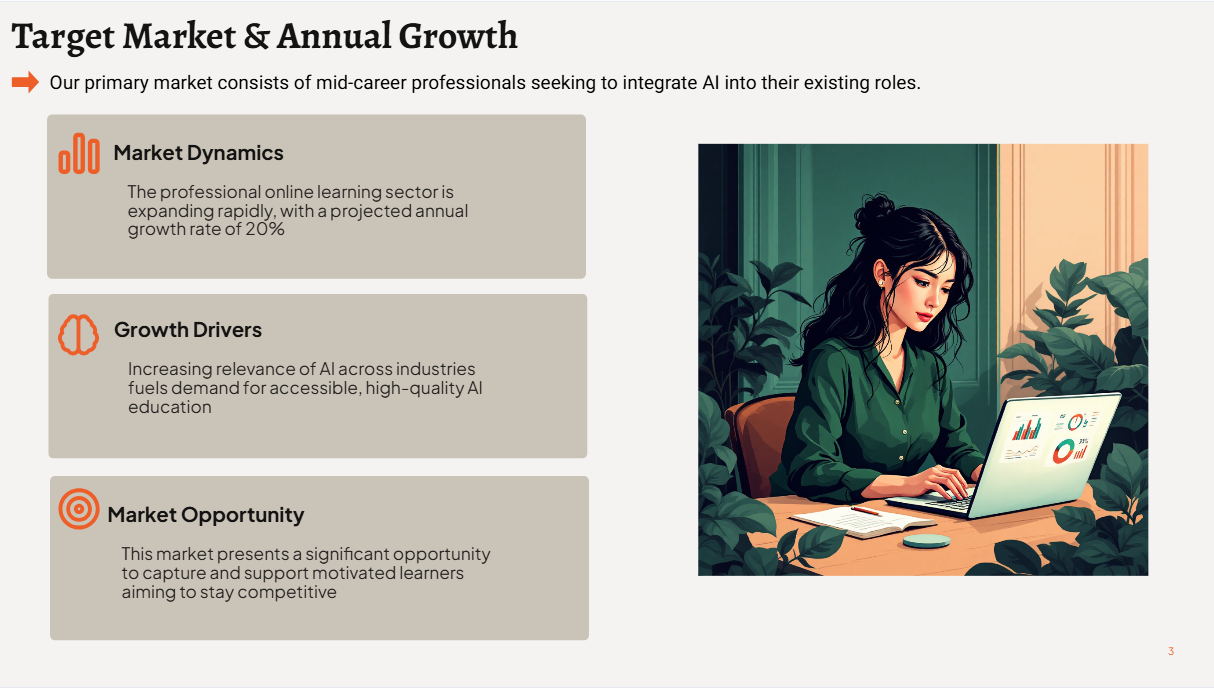 Target Market & Annual Growth
Our primary market consists of mid-career professionals seeking to integrate AI into their existing roles.
Market Dynamics
The professional online learning sector is
expanding rapidly, with a projected annual
growth rate of 20%
Growth Drivers
Increasing relevance of AI across industries
fuels demand for accessible, high-quality AI
education
Market Opportunity
This market presents a significant opportunity
to capture and support motivated learners
aiming to stay competitive
3